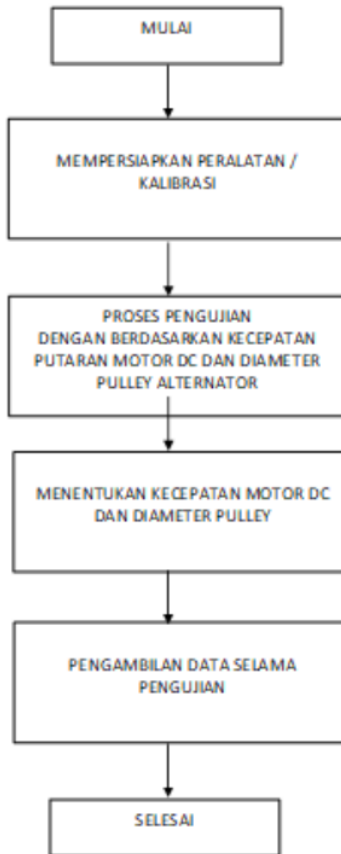 MULAI
MEMPERSIAPKAN PERALATAN /
KALIBRASI
PROSES PENGUJIAN
DENGAN BERDASARKAN KECEPATAN
PUTARAN MOTOR DC DAN DIAMETER
PULLEY ALTERNATOR
MENENTUKAN KECEPATAN MOTOR DC
DAN DIAMETER PULLEY
PENGAMBILAN DATA SELAMA
PENGUJIAN
SELESAI